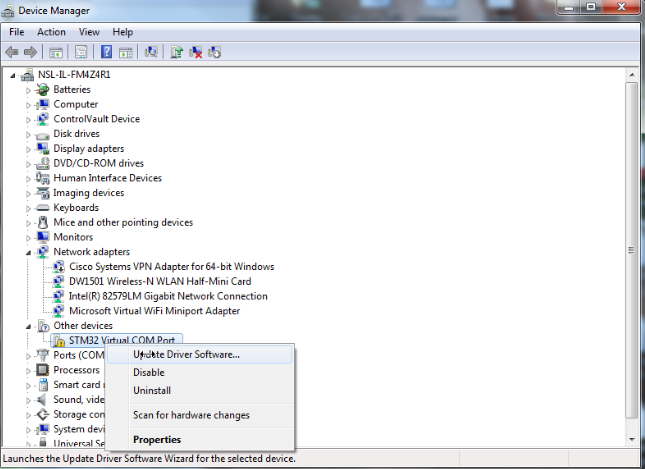 Device Manager
File Action View Help
NSL-IL-FM4Z4R1
Batteries
Computer
ControlVault Device
Disk drives
Display adapters
DVD/CD-ROM drives
Human Interface Devices
Imaging devices
Keyboards
Mice and other pointing devices
Monitors
Network adapters
Cisco Systems VPN Adapter for 64-bit Windows
DW1501 Wireless-N WLAN Half-Mini Card
Intel(R) 82579LM Gigabit Network Connection
Microsoft Virtual WiFi Miniport Adapter
Other devices
STM32 Virtual COM Port
Ports (COM
Processors
Smart card
Sound, vide
Storage con
System devi
Universal Se
Update Driver Software...
Disable
Uninstall
Scan for hardware changes
Properties
Launches the Update Driver Software Wizard for the selected device.